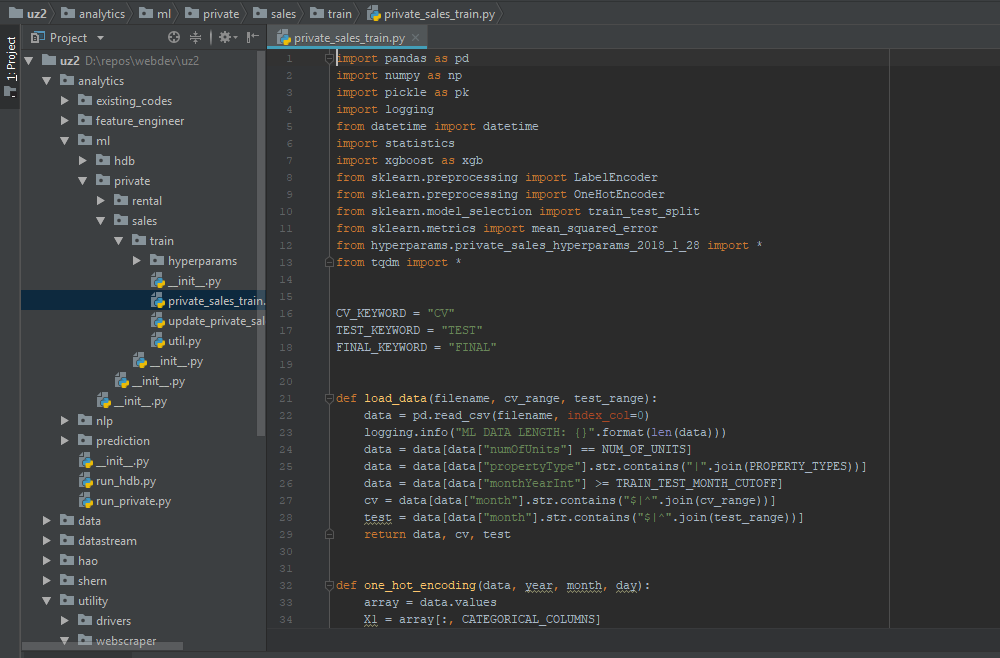 uz2 analytics ml private sales train private_sales_train.py
1: Project
Project
private_sales_train.py
uz2 D:\repos\webdev\uz2
analytics
existing_codes
feature_engineer
ml
hdb
private
rental
sales
train
hyperparams
__init__.py
private_sales_train.
update_private_sal
util.py
__init__.py
__init__.py
__init__.py
nlp
prediction
__init__.py
run_hdb.py
run_private.py
data
datastream
hao
shern
utility
drivers
webscraper
1 import pandas as pd
2 import numpy as np
3 import pickle as pk
4 import logging
5 from datetime import datetime
6 import statistics
7 import xgboost as xgb
8 from sklearn.preprocessing import LabelEncoder
9 from sklearn.preprocessing import OneHotEncoder
10 from sklearn.model_selection import train_test_split
11 from sklearn.metrics import mean_squared_error
12 from hyperparams.private_sales_hyperparams_2018_1_28 import *
13 from tqdm import *
14
15
16 CV_KEYWORD = "CV"
17 TEST_KEYWORD = "TEST"
18 FINAL_KEYWORD = "FINAL"
19
20
21 def load_data(filename, cv_range, test_range):
22 data = pd.read_csv(filename, index_col=0)
23 logging.info("ML DATA LENGTH: {}".format(len(data)))
24 data = data[data["numOfUnits"] == NUM_OF_UNITS]
25 data = data[data["propertyType"].str.contains("|".join(PROPERTY_TYPES))]
26 data = data[data["monthYearInt"] >= TRAIN_TEST_MONTH_CUTOFF]
27 cv = data[data["month"].str.contains("$|^".join(cv_range))]
28 test = data[data["month"].str.contains("$|^".join(test_range))]
29 return data, cv, test
30
31
32 def one_hot_encoding(data, year, month, day):
33 array = data.values
34 X1 = array[:, CATEGORICAL_COLUMNS]